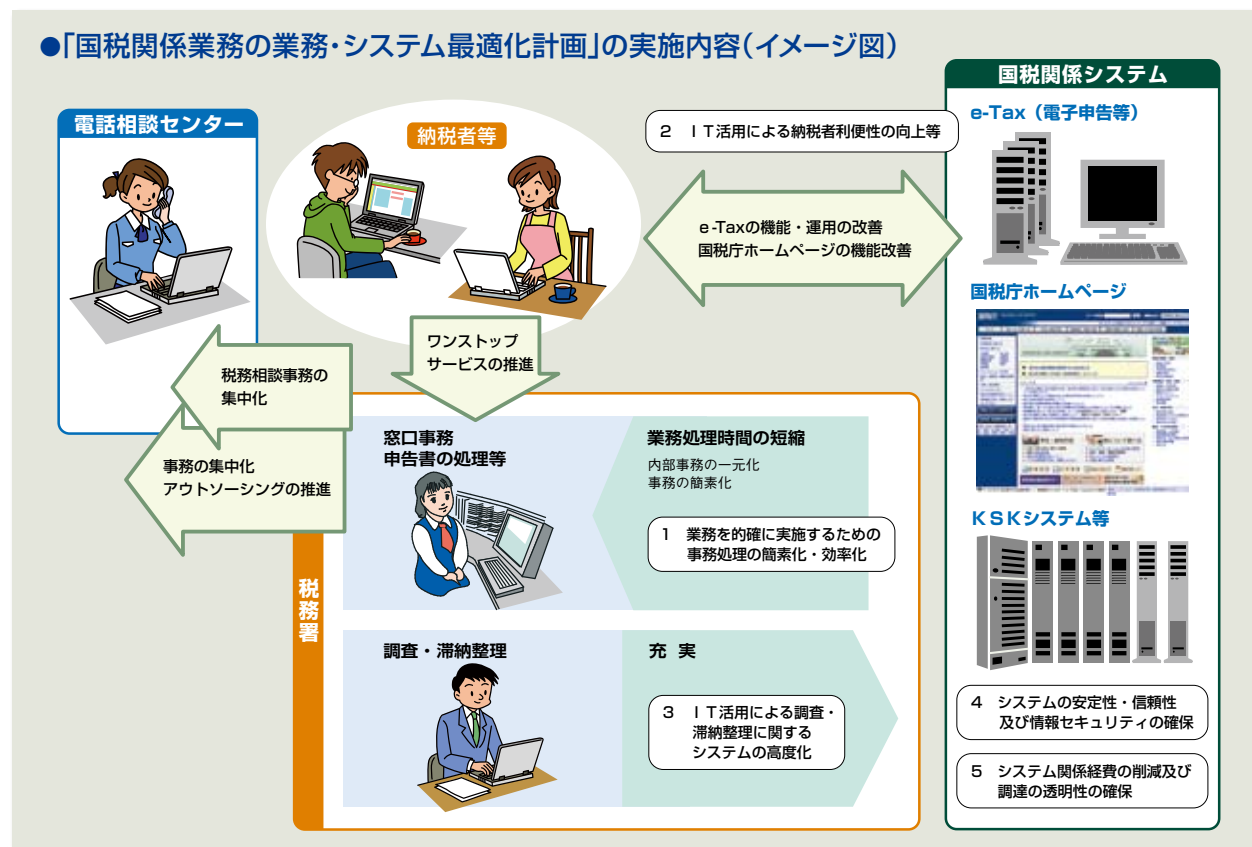 ●「国税関係業務の業務・システム最適化計画」の実施内容（イメージ図）
電話相談センター
納税者等
2　ＩＴ活用による納税者利便性の向上等
e-Taxの機能・運用の改善
国税庁ホームページの機能改善
国税関係システム
e-Tax（電子申告等）
国税庁ホームページ
ＫＳＫシステム等
4　システムの安定性・信頼性
及び情報セキュリティの確保
5　システム関係経費の削減及び
調達の透明性の確保
ワンストップ
サービスの推進
税務相談事務の
集中化
事務の集中化
アウトソーシングの推進
税務署
窓口事務
申告書の処理等
業務処理時間の短縮
内部事務の一元化
事務の簡素化
1　業務を的確に実施するための
事務処理の簡素化・効率化
調査・滞納整理
充 実
3　ＩＴ活用による調査・
滞納整理に関する
システムの高度化